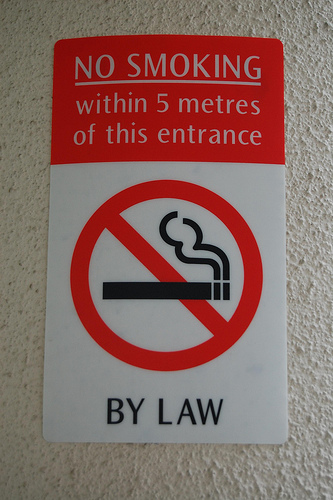 NO SMOKING
within 5 metres
of this entrance
BY LAW